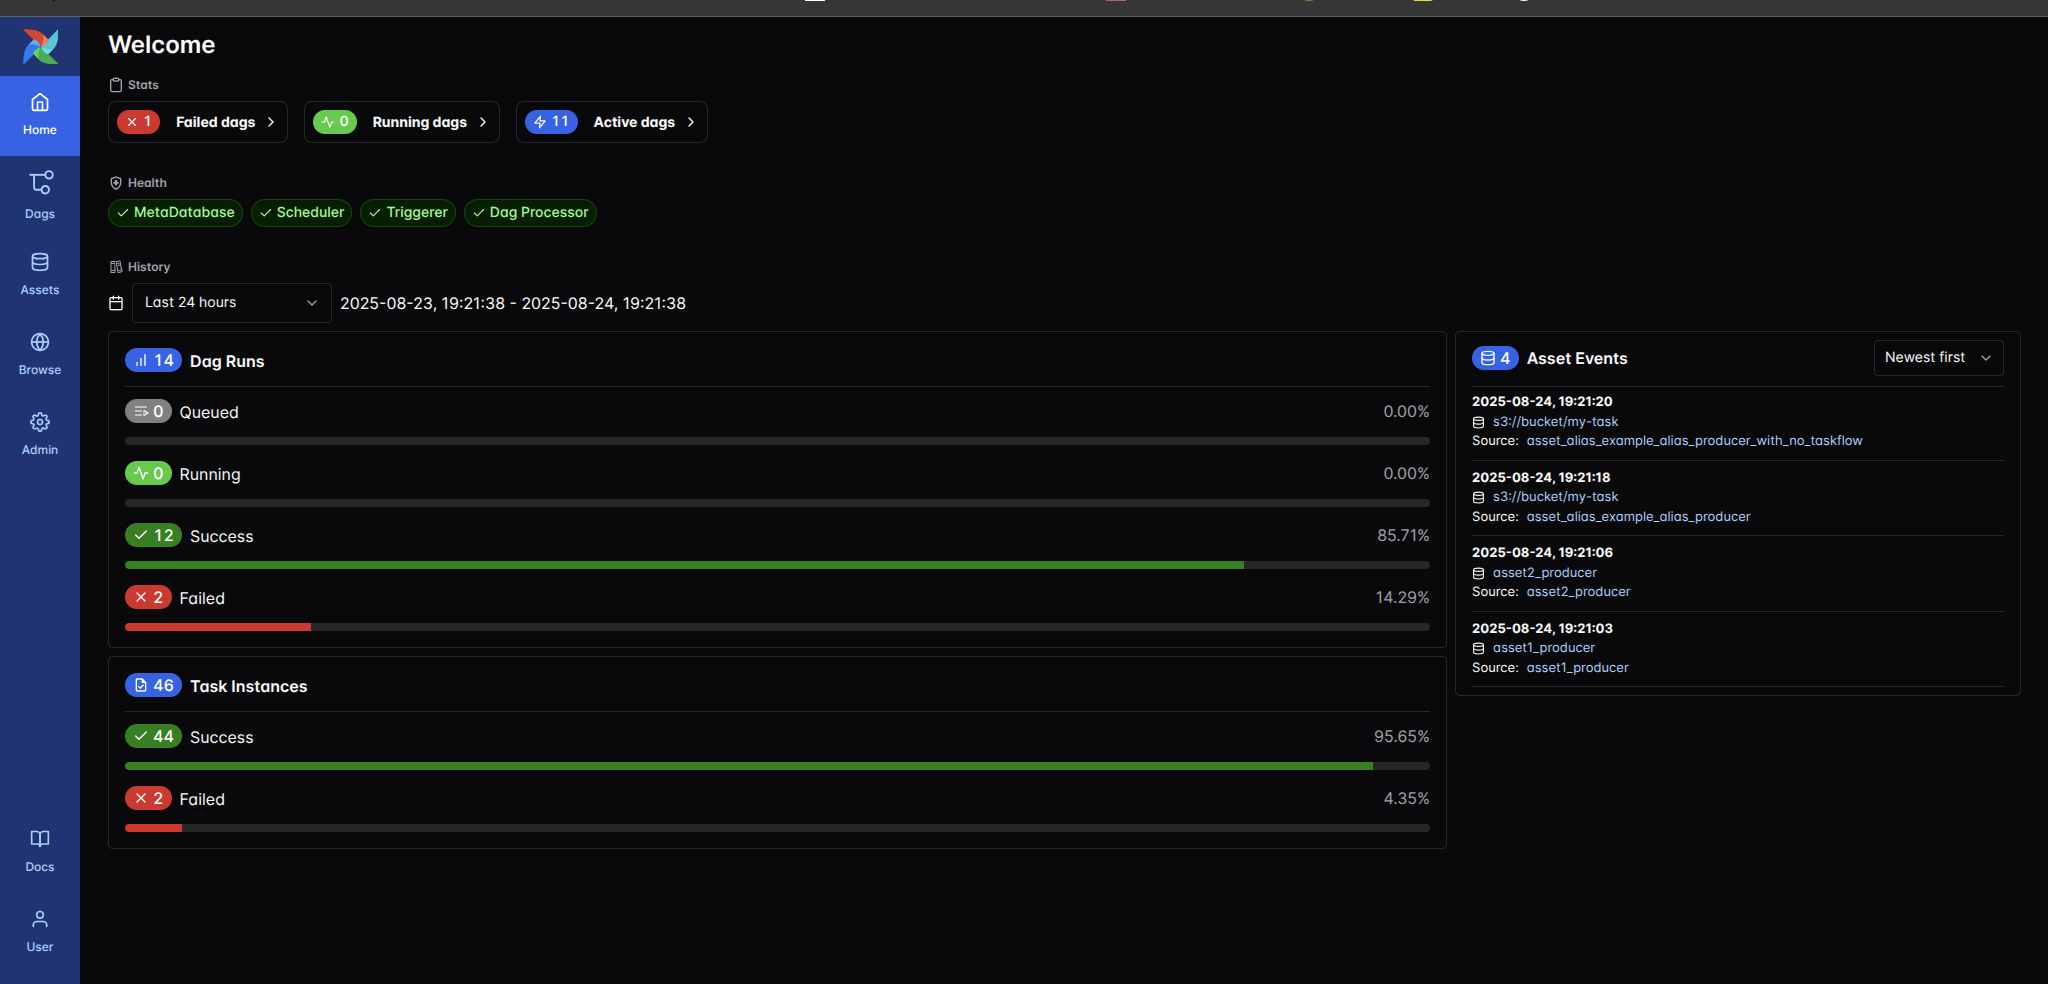 Welcome
Stats
1 Failed dags
0 Running dags
11 Active dags
Health
MetaDatabase
Scheduler
Triggerer
Dag Processor
History
Last 24 hours
2025-08-23, 19:21:38 - 2025-08-24, 19:21:38
14 Dag Runs
0 Queued
0.00%
0 Running
0.00%
12 Success
85.71%
2 Failed
14.29%
46 Task Instances
44 Success
95.65%
2 Failed
4.35%
4 Asset Events
Newest first
2025-08-24, 19:21:20
s3://bucket/my-task
Source: asset_alias_example_alias_producer_with_no_taskflow
2025-08-24, 19:21:18
s3://bucket/my-task
Source: asset_alias_example_alias_producer
2025-08-24, 19:21:06
asset2_producer
Source: asset2_producer
2025-08-24, 19:21:03
asset1_producer
Source: asset1_producer
Home
Dags
Assets
Browse
Admin
Docs
User